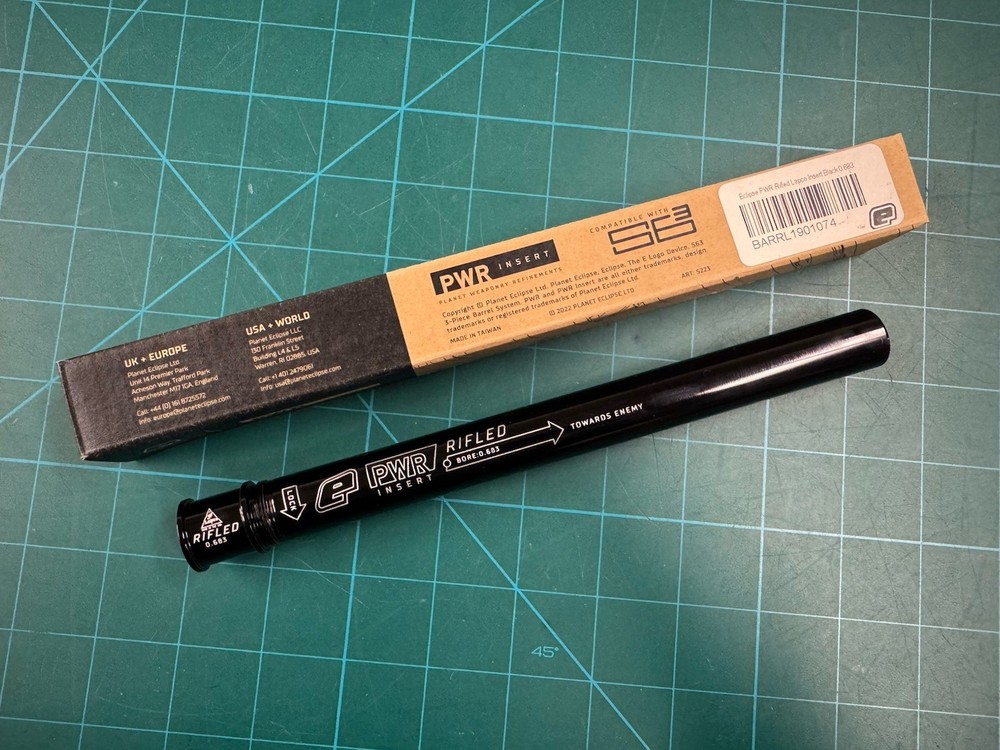 UK + EUROPE
Planet Eclipse Ltd.
Unit 14 Premier Park
Acheson Way, Trafford Park
Manchester M17 1GA, England
Call: +44 (0) 161 8725572
Info: europe@planeteclipse.com
USA + WORLD
Planet Eclipse LLC
130 Franklin Street
Building L4 & L5
Warren, RI 02885, USA
Call: +1 401 2479061
Info: usa@planeteclipse.com
PWR INSERT
PLANET WEAPONRY REFINEMENTS
COMPATIBLE WITH
S63
Copyright © Planet Eclipse Ltd. Planet Eclipse, Eclipse, The E Logo Device, S63
3-Piece Barrel System, PWR and PWR Insert are all either trademarks, design
trademarks or registered trademarks of Planet Eclipse Ltd.
MADE IN TAIWAN
© 2022 PLANET ECLIPSE LTD
ART: S223
Eclipse PWR Rifled Lapco Insert Black 0.683
BARRL1901074
e
RIFLED
0.683
LOCK
e
PWR
INSERT
RIFLED
BORE:0.683
TOWARDS ENEMY
45°